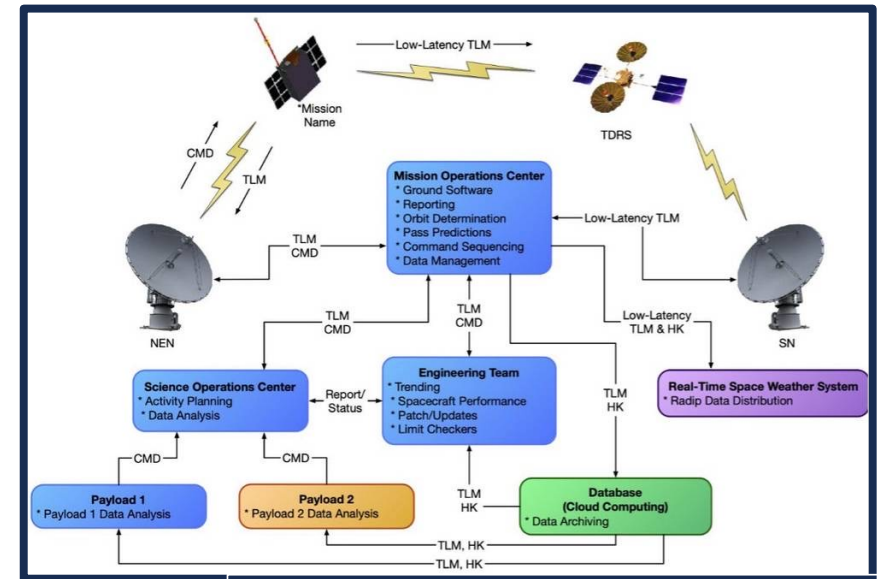 Low-Latency TLM
*Mission
Name
TDRS
CMD
TLM
Mission Operations Center
* Ground Software
* Reporting
* Orbit Determination
* Pass Predictions
* Command Sequencing
* Data Management
Low-Latency TLM
TLM
CMD
NEN
SN
TLM
CMD
TLM
CMD
Low-Latency
TLM & HK
Science Operations Center
* Activity Planning
* Data Analysis
Report/
Status
Engineering Team
* Trending
* Spacecraft Performance
* Patch/Updates
* Limit Checkers
TLM
HK
Real-Time Space Weather System
* Radip Data Distribution
CMD
CMD
Payload 1
* Payload 1 Data Analysis
Payload 2
* Payload 2 Data Analysis
TLM
HK
Database
(Cloud Computing)
* Data Archiving
TLM, HK
TLM, HK